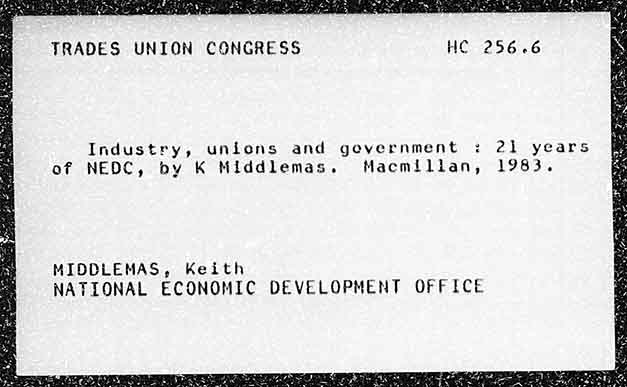 TRADES UNION CONGRESS HC 256.6
Industry, unions and government : 21 years
of NEDC, by K Middlemas. Macmillan, 1983.
MIDDLEMAS, Keith
NATIONAL ECONOMIC DEVELOPMENT OFFICE